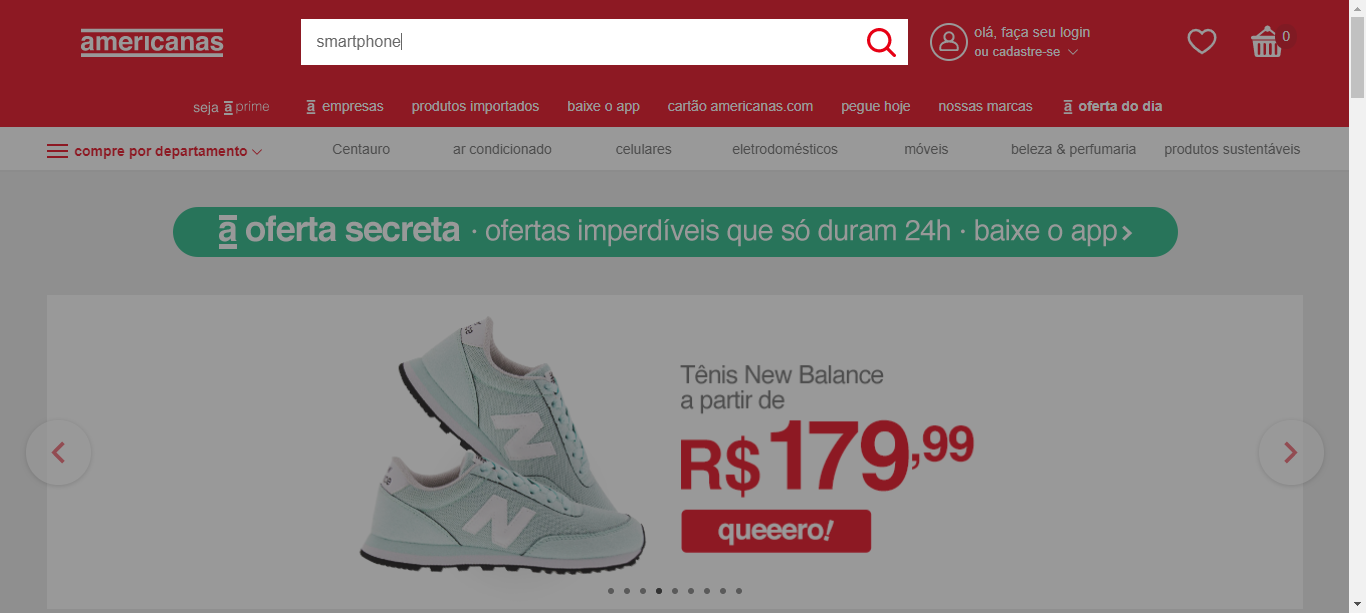 americanas
smartphone
olá, faça seu login
ou cadastre-se
0
seja a prime
a empresas
produtos importados
baixe o app
cartão americanas.com
pegue hoje
nossas marcas
a oferta do dia
compre por departamento
Centauro
ar condicionado
celulares
eletrodomésticos
móveis
beleza & perfumaria
produtos sustentáveis
a oferta secreta · ofertas imperdíveis que só duram 24h · baixe o app >
Tênis New Balance
a partir de
R$179,99
queeero!
N
N